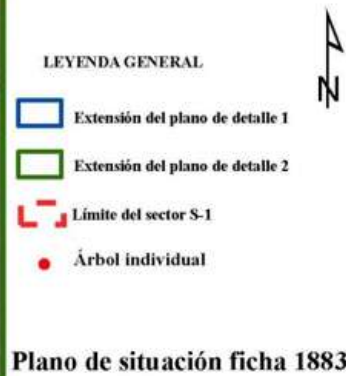 LEYENDA GENERAL
N
Extensión del plano de detalle 1
Extensión del plano de detalle 2
Límite del sector S-1
Árbol individual
Plano de situación ficha 1883